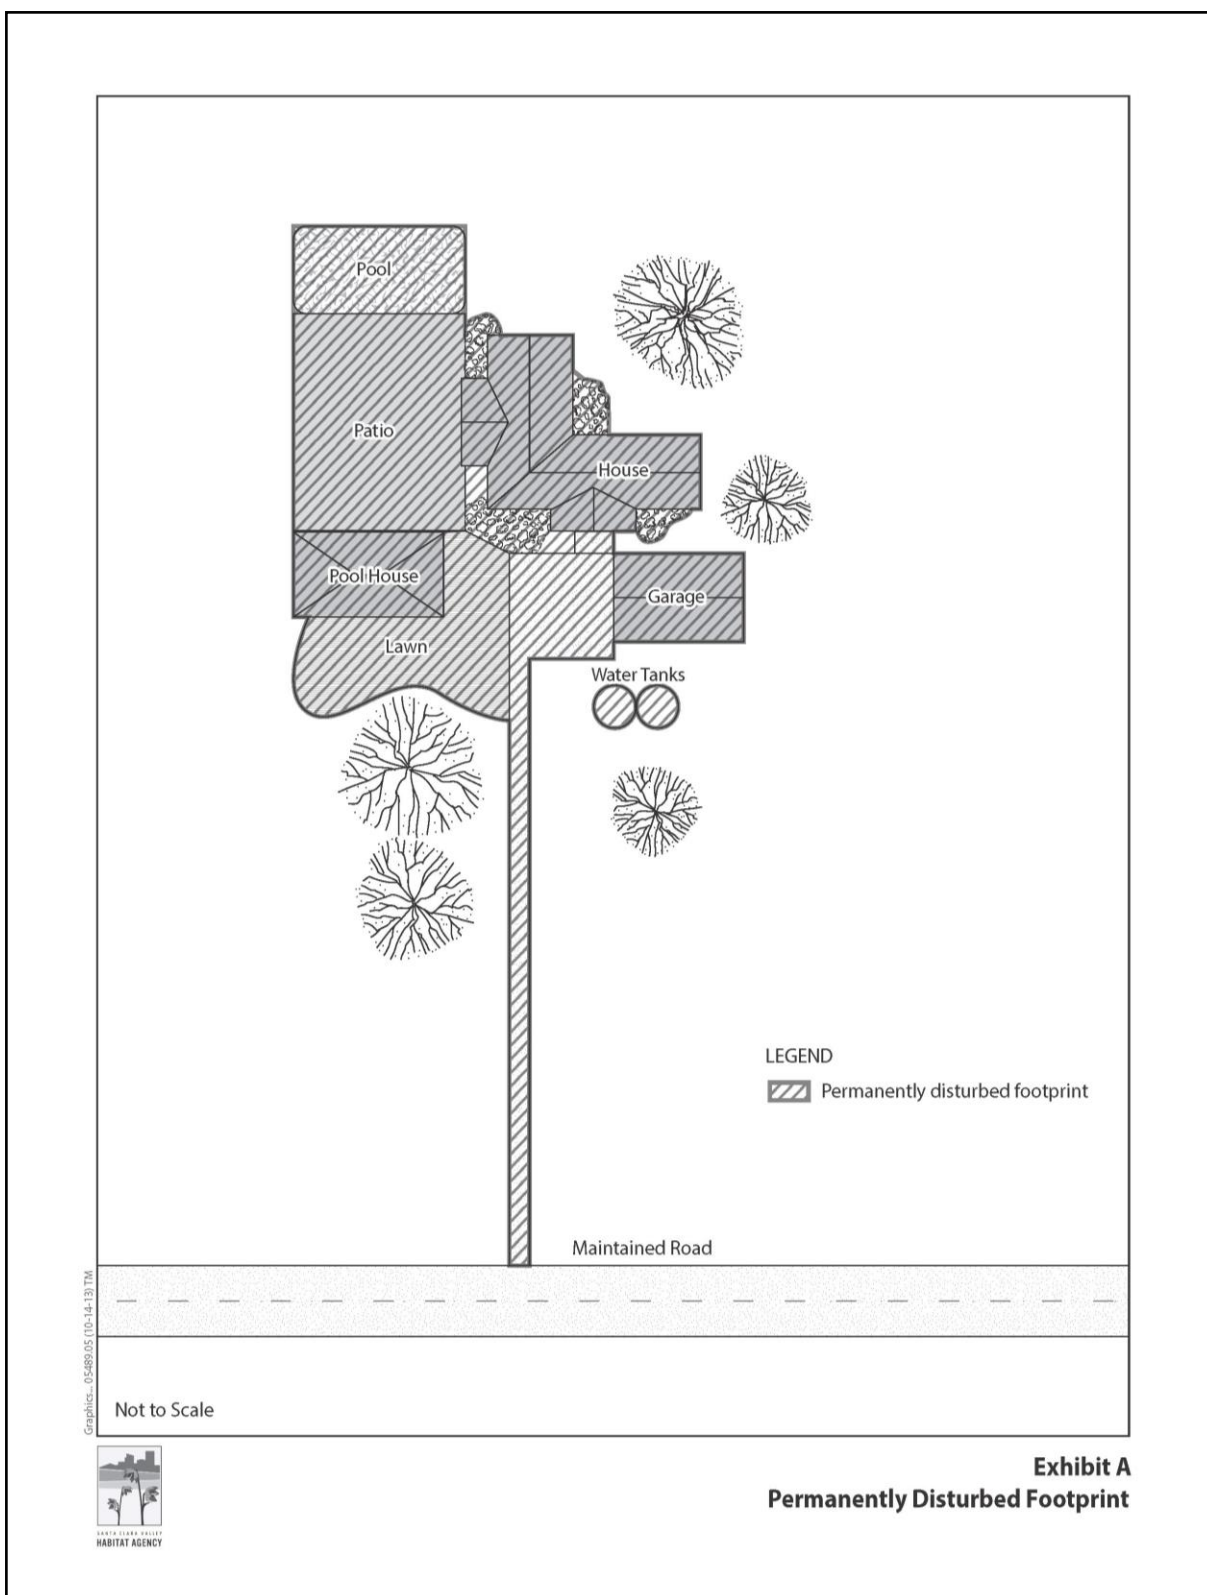 Pool
Patio
House
Pool House
Garage
Lawn
Water Tanks
LEGEND
Permanently disturbed footprint
Maintained Road
Graphics... 05489.05 (10-14-13) TM
Not to Scale
Exhibit A
Permanently Disturbed Footprint
SANTA CLARA VALLEY
HABITAT AGENCY